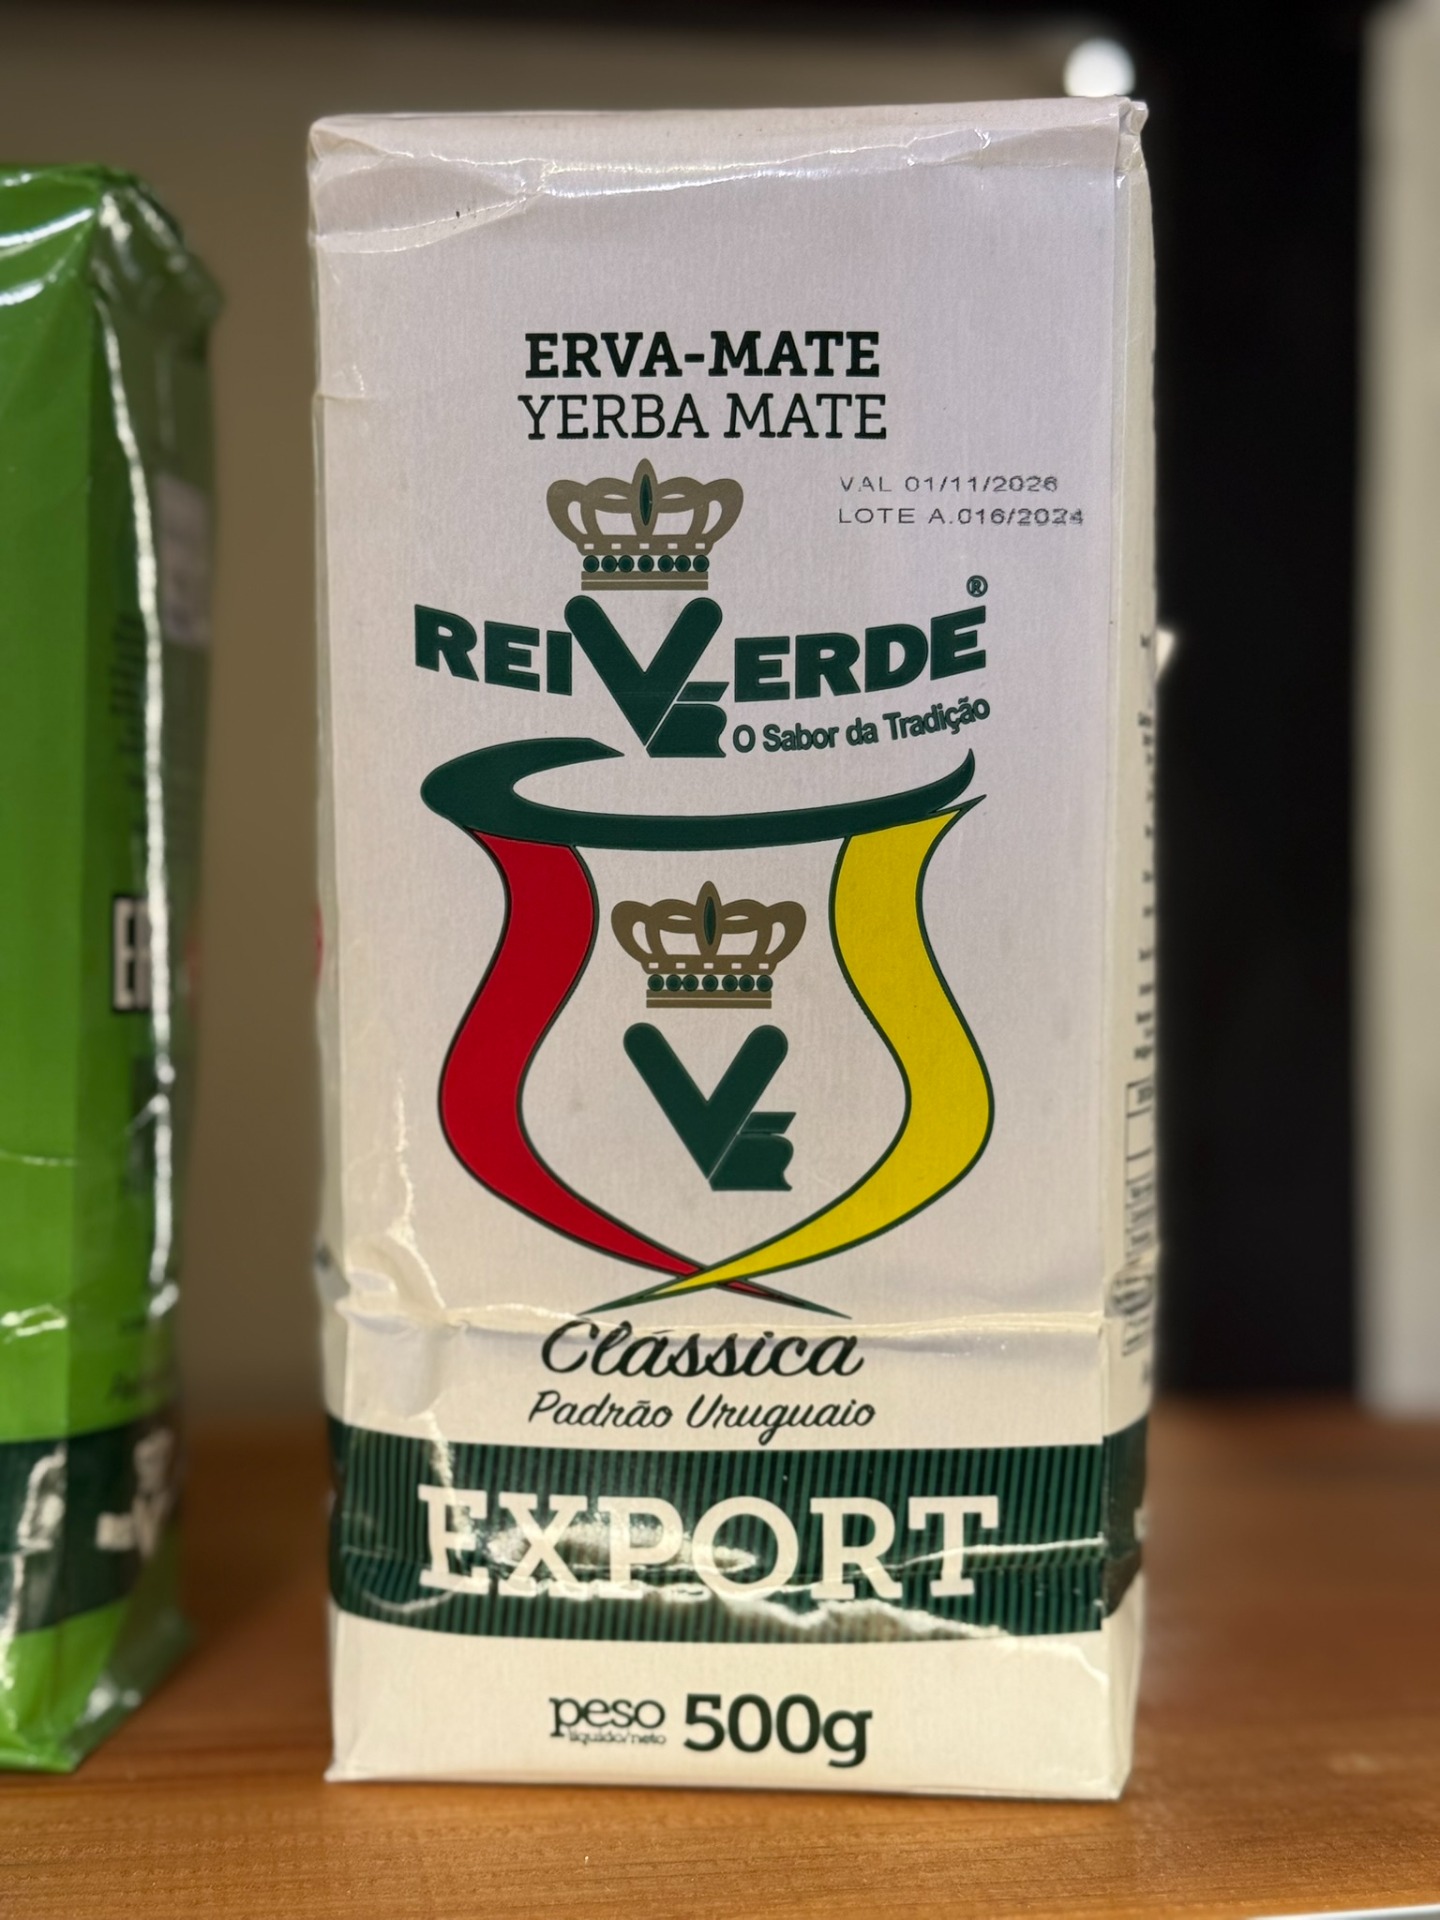 ERVA-MATE
YERBA MATE
VAL 01/11/2026
LOTE A.016/2024
REIVERDE®
O Sabor da Tradição
Clássica
Padrão Uruguaio
EXPORT
peso 500g
líquido/neto